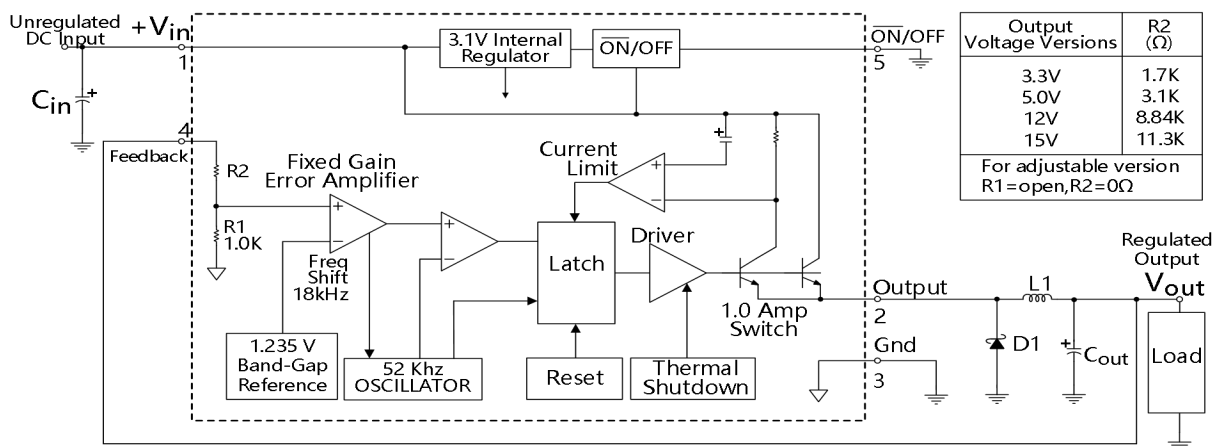 Unregulated
DC Input
+Vin
1
Cin
4
Feedback
R2
R1
1.0K
Fixed Gain
Error Amplifier
Freq
Shift
18kHz
1.235 V
Band-Gap
Reference
52 Khz
OSCILLATOR
3.1V Internal
Regulator
ON/OFF
Current
Limit
Latch
Driver
1.0 Amp
Switch
Reset
Thermal
Shutdown
ON/OFF
5
Output
2
Gnd
3
D1
L1
Cout
Regulated
Output
Vout
Load
Output
Voltage Versions
R2
(Ω)
3.3V 1.7K
5.0V 3.1K
12V 8.84K
15V 11.3K
For adjustable version
R1=open,R2=0Ω
+
+
−
+
−
+
−
+
+